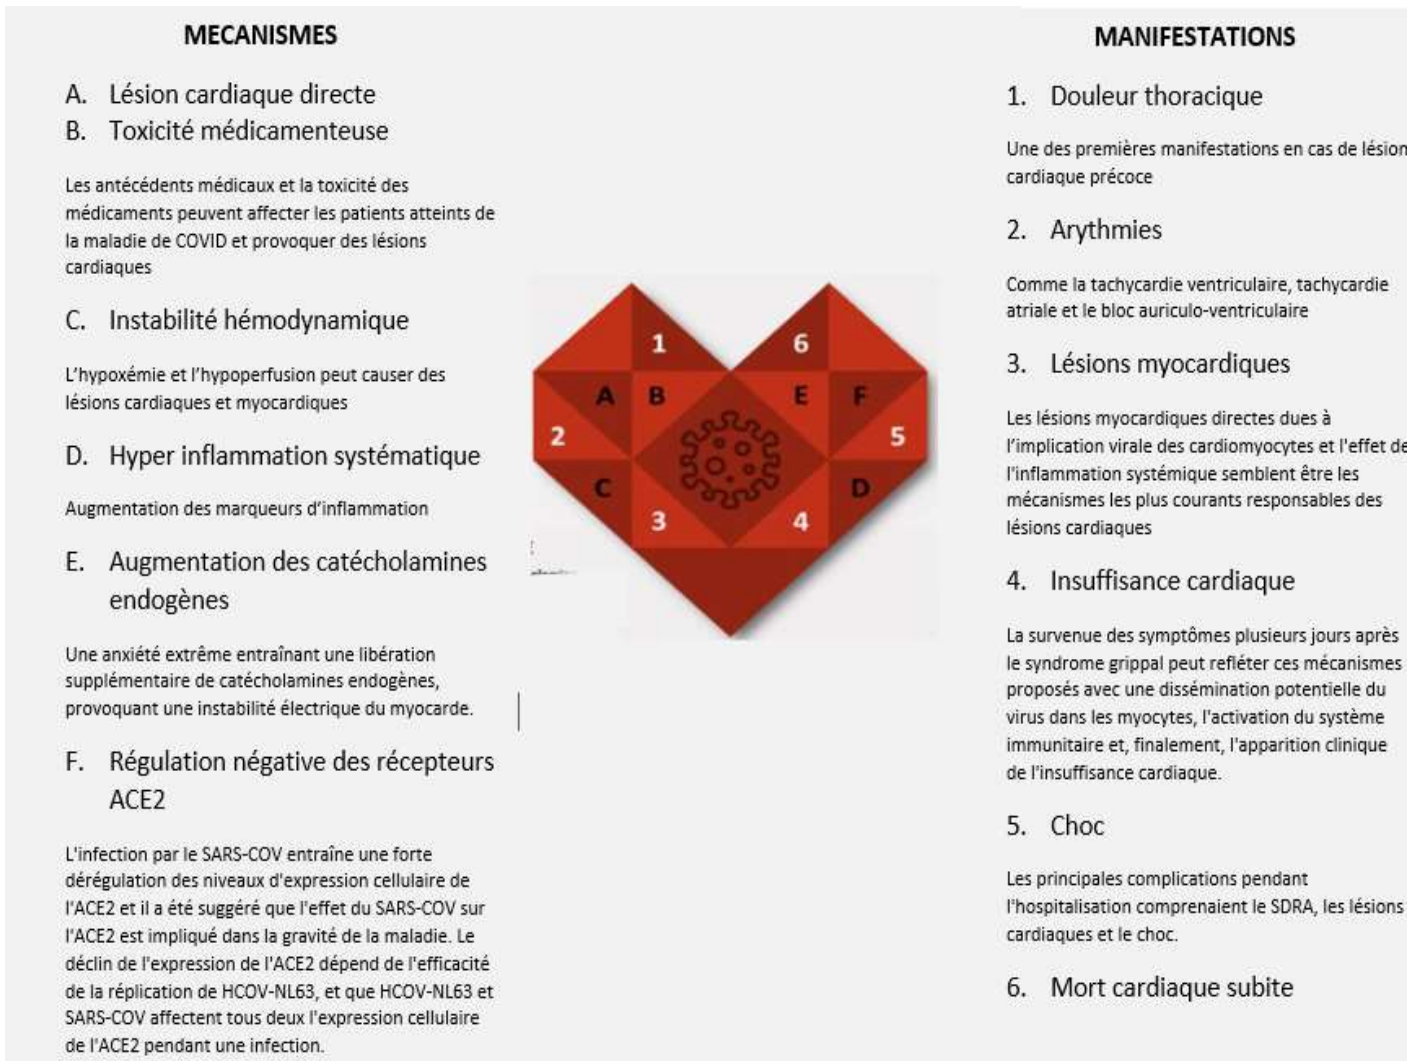 MECANISMES
A. Lésion cardiaque directe
B. Toxicité médicamenteuse
Les antécédents médicaux et la toxicité des
médicaments peuvent affecter les patients atteints de
la maladie de COVID et provoquer des lésions
cardiaques
C. Instabilité hémodynamique
L'hypoxémie et l'hypoperfusion peut causer des
lésions cardiaques et myocardiques
D. Hyper inflammation systématique
Augmentation des marqueurs d'inflammation
E. Augmentation des catécholamines
endogènes
Une anxiété extrême entraînant une libération
supplémentaire de catécholamines endogènes,
provoquant une instabilité électrique du myocarde.
F. Régulation négative des récepteurs
ACE2
L'infection par le SARS-COV entraîne une forte
dérégulation des niveaux d'expression cellulaire de
l'ACE2 et il a été suggéré que l'effet du SARS-COV sur
l'ACE2 est impliqué dans la gravité de la maladie. Le
déclin de l'expression de l'ACE2 dépend de l'efficacité
de la réplication de HCOV-NL63, et que HCOV-NL63 et
SARS-COV affectent tous deux l'expression cellulaire
de l'ACE2 pendant une infection.
1 6
A B E F
2 5
C D
3 4
MANIFESTATIONS
1. Douleur thoracique
Une des premières manifestations en cas de lésion
cardiaque précoce
2. Arythmies
Comme la tachycardie ventriculaire, tachycardie
atriale et le bloc auriculo-ventriculaire
3. Lésions myocardiques
Les lésions myocardiques directes dues à
l'implication virale des cardiomyocytes et l'effet de
l'inflammation systémique semblent être les
mécanismes les plus courants responsables des
lésions cardiaques
4. Insuffisance cardiaque
La survenue des symptômes plusieurs jours après
le syndrome grippal peut refléter ces mécanismes
proposés avec une dissémination potentielle du
virus dans les myocytes, l'activation du système
immunitaire et, finalement, l'apparition clinique
de l'insuffisance cardiaque.
5. Choc
Les principales complications pendant
l'hospitalisation comprenaient le SDRA, les lésions
cardiaques et le choc.
6. Mort cardiaque subite